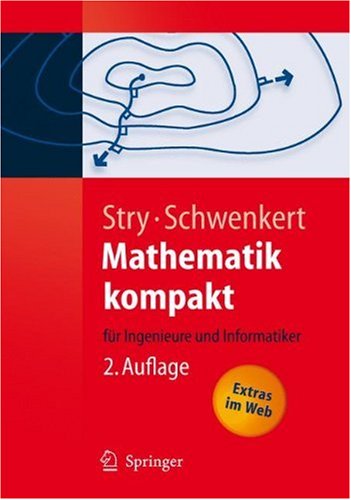 Stry · Schwenkert
Mathematik
kompakt
für Ingenieure und Informatiker
2. Auflage
Extras
im Web
Springer